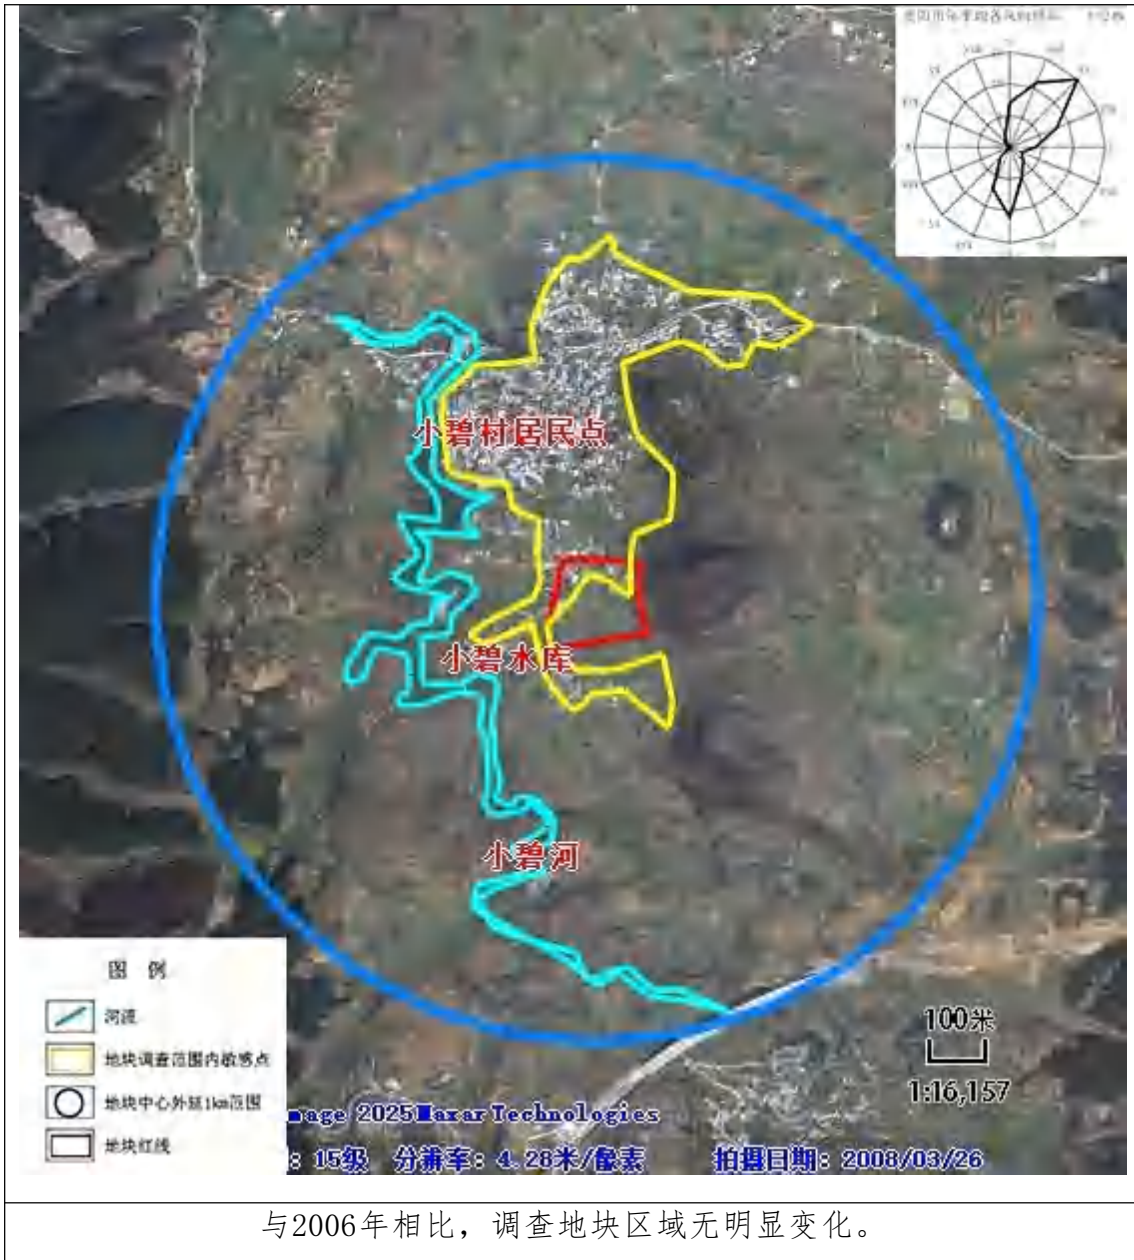 小碧村居民点
小碧水库
小碧河
图 例
河流
地块调查范围内敏感点
地块中心外延1km范围
地块红线
100米
1:16,157
mage 2025 Maxar Technologies
: 15级 分辨率: 4.28米/像素 拍摄日期: 2008/03/26
与2006年相比，调查地块区域无明显变化。